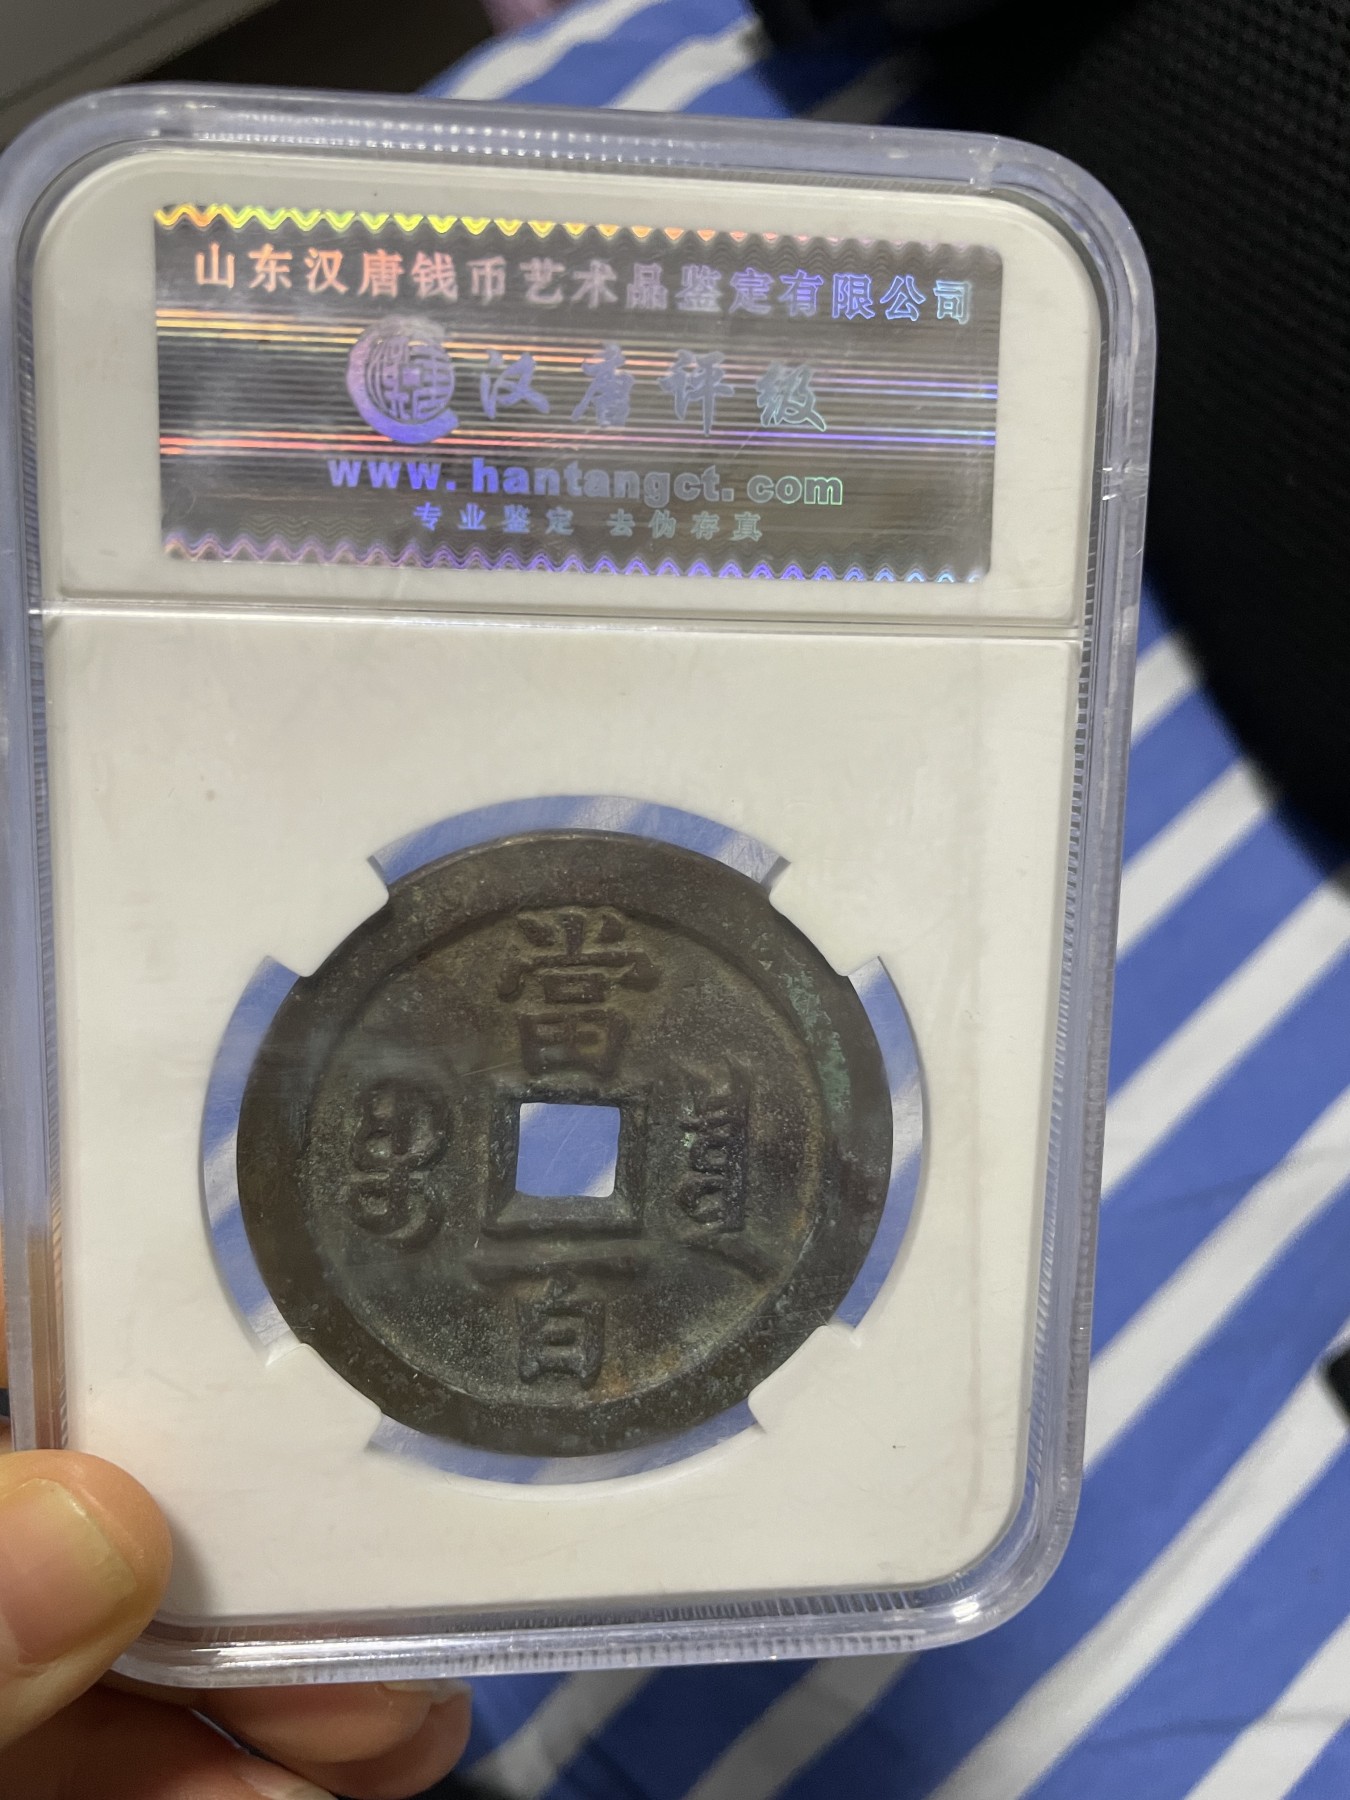 山东汉唐钱币艺术品鉴定有限公司
汉唐评级
www.hantangct.com
专业鉴定 去伪存真
當
百